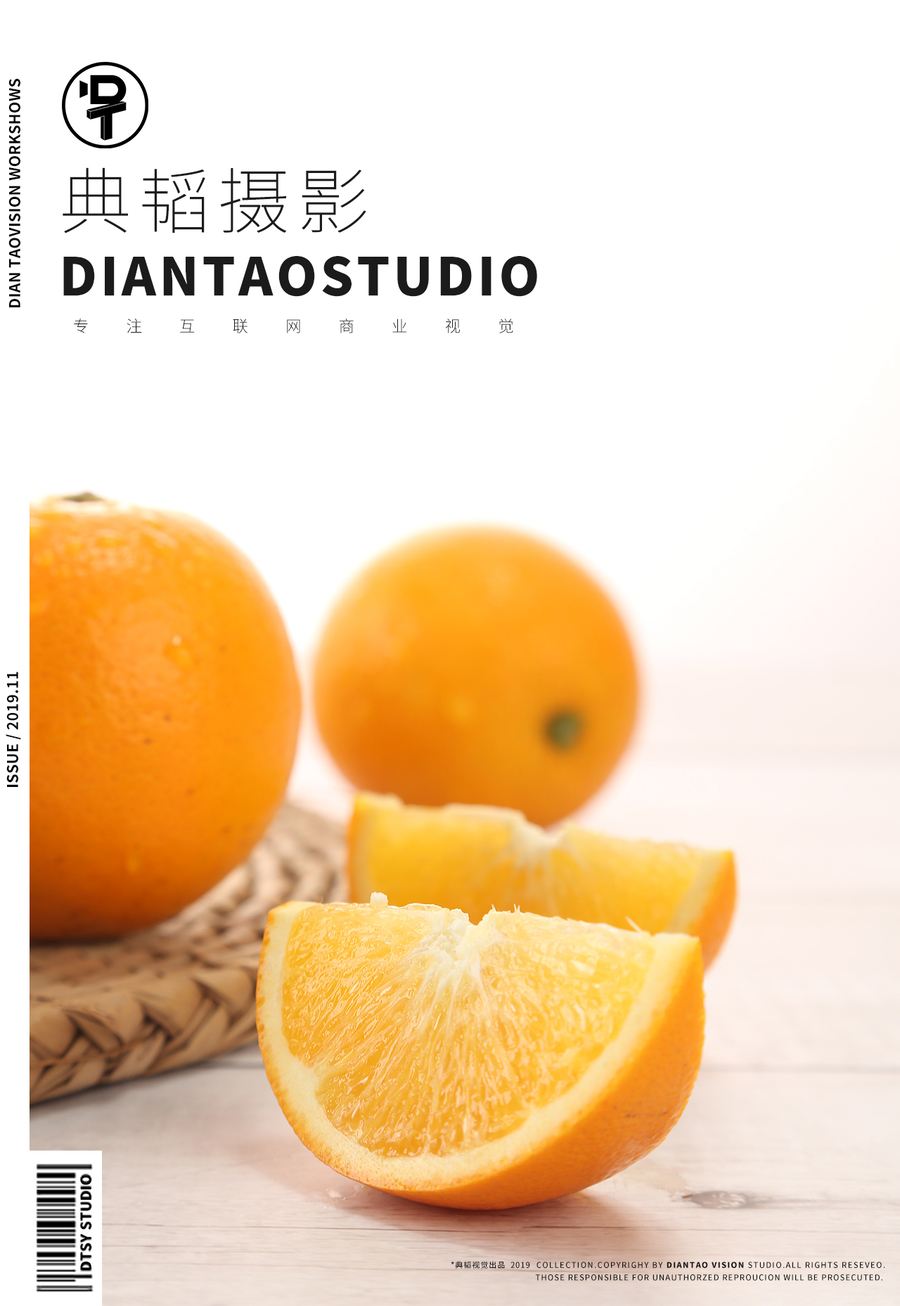 DT
典韬摄影
DIANTAOSTUDIO
专注互联网商业视觉
DIAN TAOVISION WORKSHOWS
ISSUE / 2019.11
DTSY STUDIO
*典韬视觉出品 2019 COLLECTION.COPYRIGHY BY DIANTAO VISION STUDIO.ALL RIGHTS RESEVEO.
THOSE RESPONSIBLE FOR UNAUTHORZED REPROUCION WILL BE PROSECUTED.